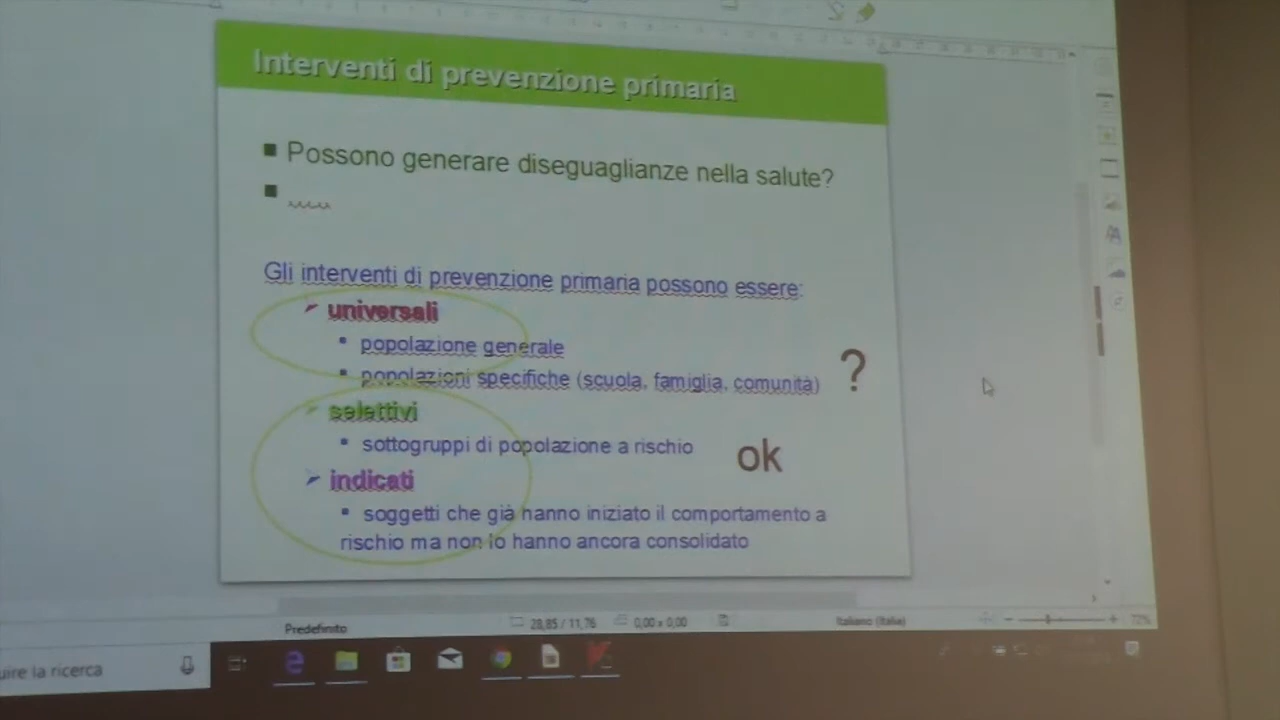 Interventi di prevenzione primaria
Possono generare diseguaglianze nella salute?
Gli interventi di prevenzione primaria possono essere:
universali
popolazione generale
popolazioni specifiche (scuola, famiglia, comunità)
?
selettivi
sottogruppi di popolazione a rischio
ok
indicati
soggetti che già hanno iniziato il comportamento a
rischio ma non lo hanno ancora consolidato
Predefinito
28,85 / 11,76
0,00 x 0,00
Italiano (Italia)
72%
uire la ricerca